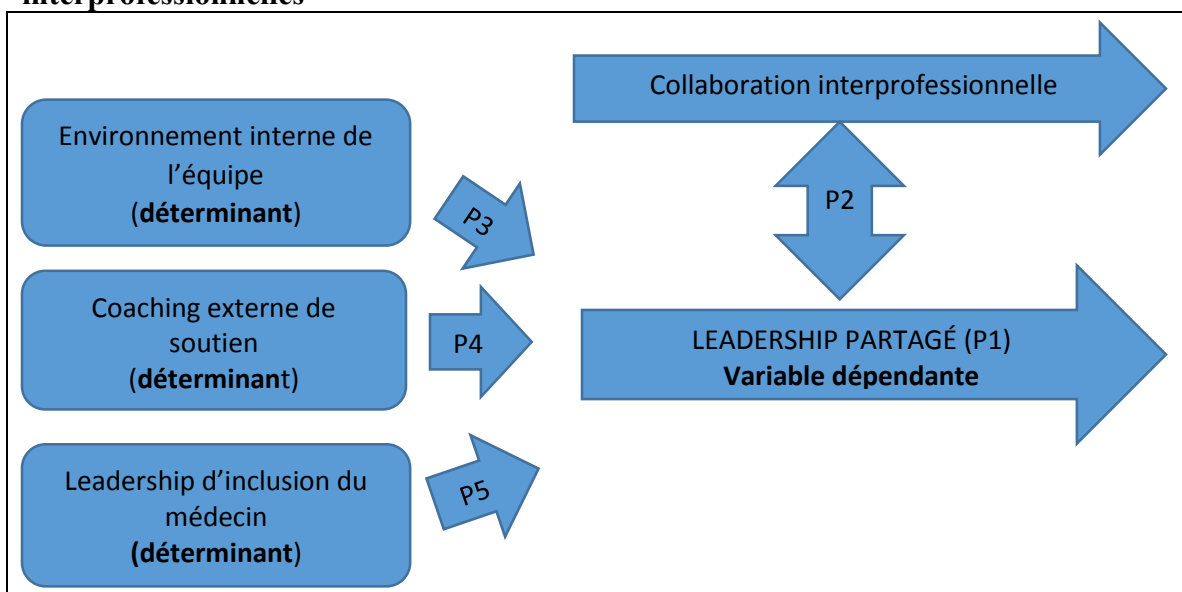 interprofessionnelles
Environnement interne de
l'équipe
(déterminant)
P3
Coaching externe de
soutien
(déterminant)
P4
Leadership d'inclusion du
médecin
(déterminant)
P5
Collaboration interprofessionnelle
P2
LEADERSHIP PARTAGÉ (P1)
Variable dépendante